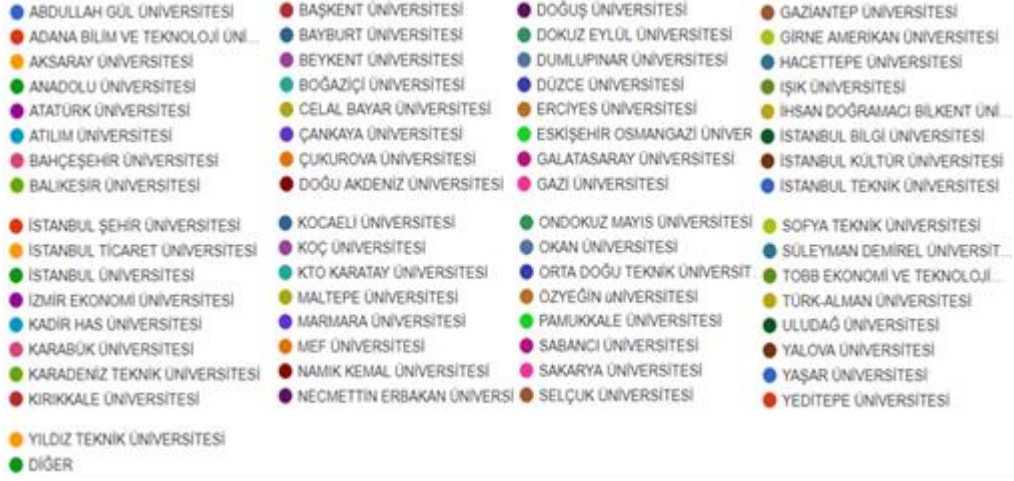 ABDULLAH GÜL ÜNİVERSİTESİ
ADANA BİLİM VE TEKNOLOJİ ÜNİ...
AKSARAY ÜNİVERSİTESİ
ANADOLU ÜNİVERSİTESİ
ATATÜRK ÜNİVERSİTESİ
ATILIM ÜNİVERSİTESİ
BAHÇEŞEHİR ÜNİVERSİTESİ
BALIKESİR ÜNİVERSİTESİ
BAŞKENT ÜNİVERSİTESİ
BAYBURT ÜNİVERSİTESİ
BEYKENT ÜNİVERSİTESİ
BOĞAZİÇİ ÜNİVERSİTESİ
CELAL BAYAR ÜNİVERSİTESİ
ÇANKAYA ÜNİVERSİTESİ
ÇUKUROVA ÜNİVERSİTESİ
DOĞU AKDENİZ ÜNİVERSİTESİ
DOĞUŞ ÜNİVERSİTESİ
DOKUZ EYLÜL ÜNİVERSİTESİ
DUMLUPINAR ÜNİVERSİTESİ
DÜZCE ÜNİVERSİTESİ
ERCİYES ÜNİVERSİTESİ
ESKİŞEHİR OSMANGAZİ ÜNİVER
GALATASARAY ÜNİVERSİTESİ
GAZİ ÜNİVERSİTESİ
GAZİANTEP ÜNİVERSİTESİ
GİRNE AMERİKAN ÜNİVERSİTESİ
HACETTEPE ÜNİVERSİTESİ
IŞIK ÜNİVERSİTESİ
İHSAN DOĞRAMACI BİLKENT ÜNİ...
İSTANBUL BİLGİ ÜNİVERSİTESİ
İSTANBUL KÜLTÜR ÜNİVERSİTESİ
İSTANBUL TEKNİK ÜNİVERSİTESİ
İSTANBUL ŞEHİR ÜNİVERSİTESİ
İSTANBUL TİCARET ÜNİVERSİTESİ
İSTANBUL ÜNİVERSİTESİ
İZMİR EKONOMİ ÜNİVERSİTESİ
KADİR HAS ÜNİVERSİTESİ
KARABÜK ÜNİVERSİTESİ
KARADENİZ TEKNİK ÜNİVERSİTESİ
KIRIKKALE ÜNİVERSİTESİ
KOCAELİ ÜNİVERSİTESİ
KOÇ ÜNİVERSİTESİ
KTO KARATAY ÜNİVERSİTESİ
MALTEPE ÜNİVERSİTESİ
MARMARA ÜNİVERSİTESİ
MEF ÜNİVERSİTESİ
NAMIK KEMAL ÜNİVERSİTESİ
NECMETTİN ERBAKAN ÜNİVERSİ
ONDOKUZ MAYIS ÜNİVERSİTESİ
OKAN ÜNİVERSİTESİ
ORTA DOĞU TEKNİK ÜNİVERSİT...
ÖZYEĞİN üNİVERSİTESİ
PAMUKKALE ÜNİVERSİTESİ
SABANCI ÜNİVERSİTESİ
SAKARYA ÜNİVERSİTESİ
SELÇUK ÜNİVERSİTESİ
SOFYA TEKNİK ÜNİVERSİTESİ
SÜLEYMAN DEMİREL ÜNİVERSİT...
TOBB EKONOMİ VE TEKNOLOJİ...
TÜRK-ALMAN ÜNİVERSİTESİ
ULUDAĞ ÜNİVERSİTESİ
YALOVA ÜNİVERSİTESİ
YAŞAR ÜNİVERSİTESİ
YEDİTEPE ÜNİVERSİTESİ
YILDIZ TEKNİK ÜNİVERSİTESİ
DİĞER